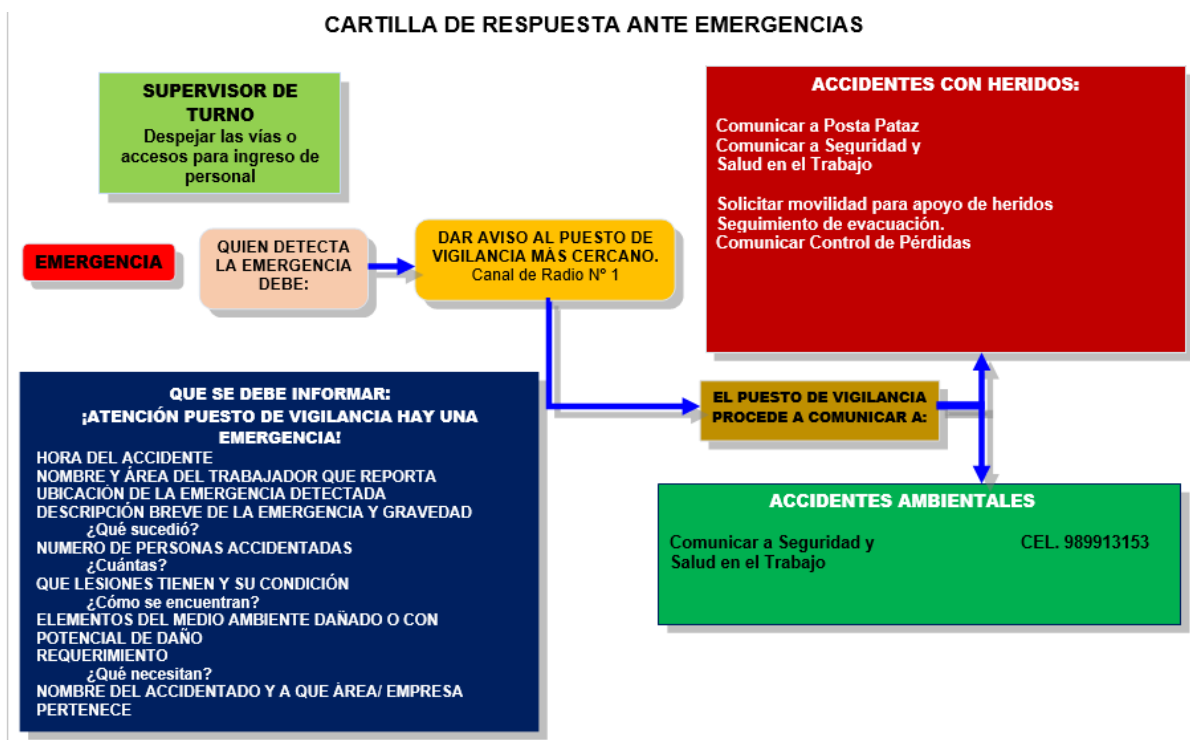 CARTILLA DE RESPUESTA ANTE EMERGENCIAS
SUPERVISOR DE
TURNO
Despejar las vías o
accesos para ingreso de
personal
EMERGENCIA
QUIEN DETECTA
LA EMERGENCIA
DEBE:
DAR AVISO AL PUESTO DE
VIGILANCIA MÀS CERCANO.
Canal de Radio Nº 1
ACCIDENTES CON HERIDOS:
Comunicar a Posta Pataz
Comunicar a Seguridad y
Salud en el Trabajo
Solicitar movilidad para apoyo de heridos
Seguimiento de evacuación.
Comunicar Control de Pérdidas
QUE SE DEBE INFORMAR:
¡ATENCIÓN PUESTO DE VIGILANCIA HAY UNA
EMERGENCIA!
HORA DEL ACCIDENTE
NOMBRE Y ÁREA DEL TRABAJADOR QUE REPORTA
UBICACIÒN DE LA EMERGENCIA DETECTADA
DESCRIPCIÓN BREVE DE LA EMERGENCIA Y GRAVEDAD
¿Qué sucedió?
NUMERO DE PERSONAS ACCIDENTADAS
¿Cuántas?
QUE LESIONES TIENEN Y SU CONDICIÓN
¿Cómo se encuentran?
ELEMENTOS DEL MEDIO AMBIENTE DAÑADO O CON
POTENCIAL DE DAÑO
REQUERIMIENTO
¿Qué necesitan?
NOMBRE DEL ACCIDENTADO Y A QUE ÀREA/ EMPRESA
PERTENECE
EL PUESTO DE VIGILANCIA
PROCEDE A COMUNICAR A:
ACCIDENTES AMBIENTALES
Comunicar a Seguridad y CEL. 989913153
Salud en el Trabajo